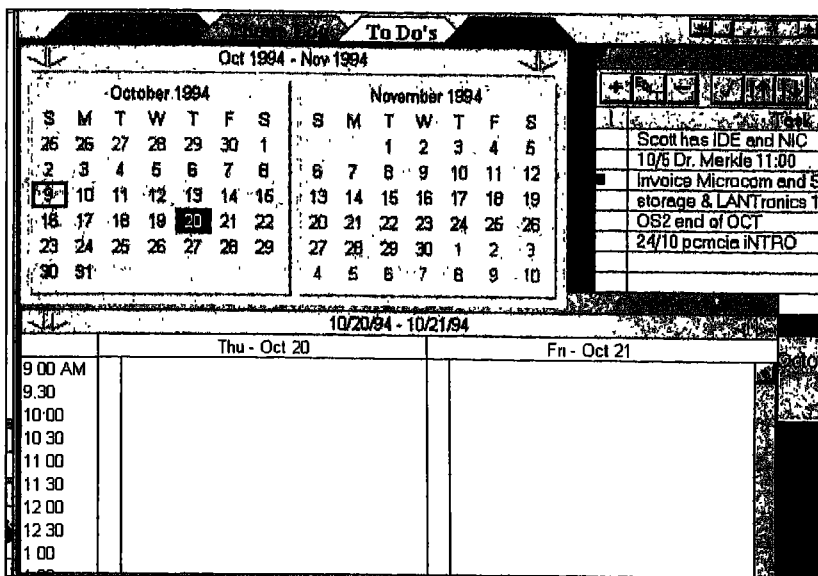 To Do's
Oct 1994 - Nov 1994
October 1994
S M T W T F S
25 26 27 28 29 30 1
2 3 4 5 6 7 8
9 10 11 12 13 14 15
16 17 18 19 20 21 22
23 24 25 26 27 28 29
30 31
November 1994
S M T W T F S
1 2 3 4 5
6 7 8 9 10 11 12
13 14 15 16 17 18 19
20 21 22 23 24 25 26
27 28 29 30 1 2 3
4 5 6 7 8 9 10
Task
Scott has IDE and NIC
10/5 Dr. Merkle 11:00
Invoice Microcom and 5
storage & LANTronics 1
OS2 end of OCT
24/10 pcmcia iNTRO
10/20/94 - 10/21/94
Thu - Oct 20
Fri - Oct 21
9 00 AM
9.30
10:00
10 30
11 00
11 30
12 00
12 30
1 00